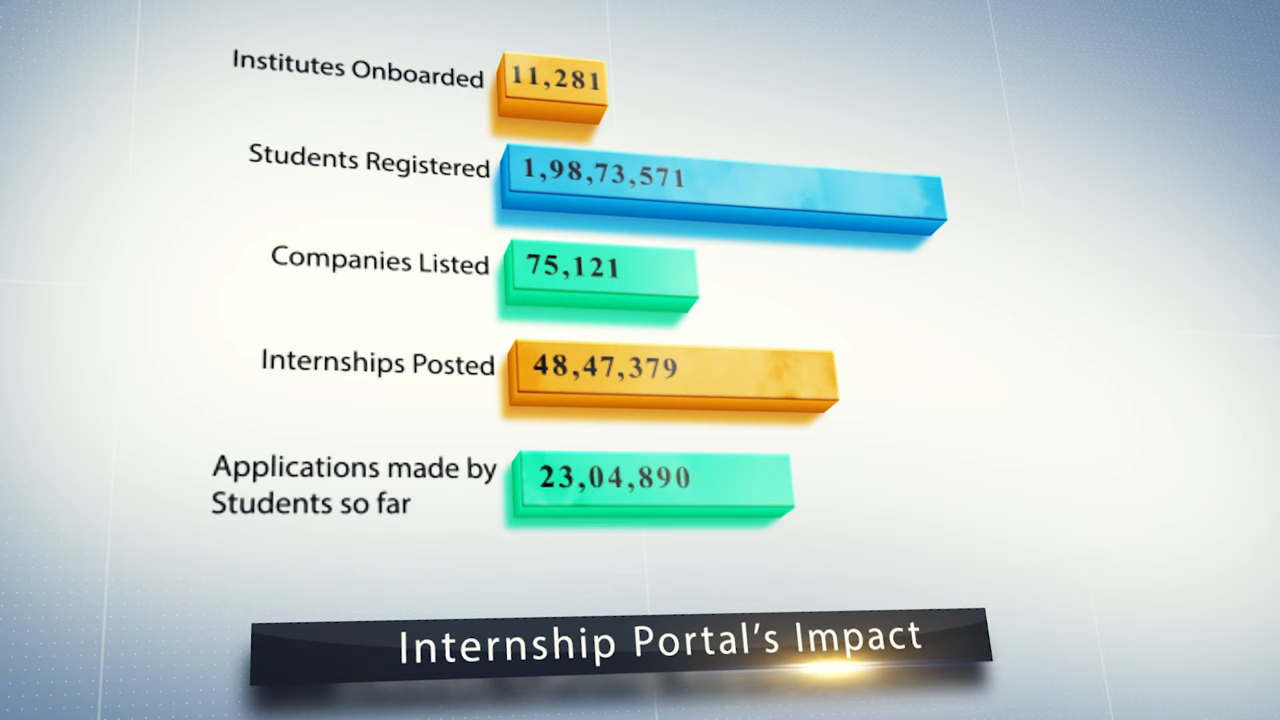 Institutes Onboarded 11,281
Students Registered 1,98,73,571
Companies Listed 75,121
Internships Posted 48,47,379
Applications made by
Students so far 23,04,890
Internship Portal's Impact